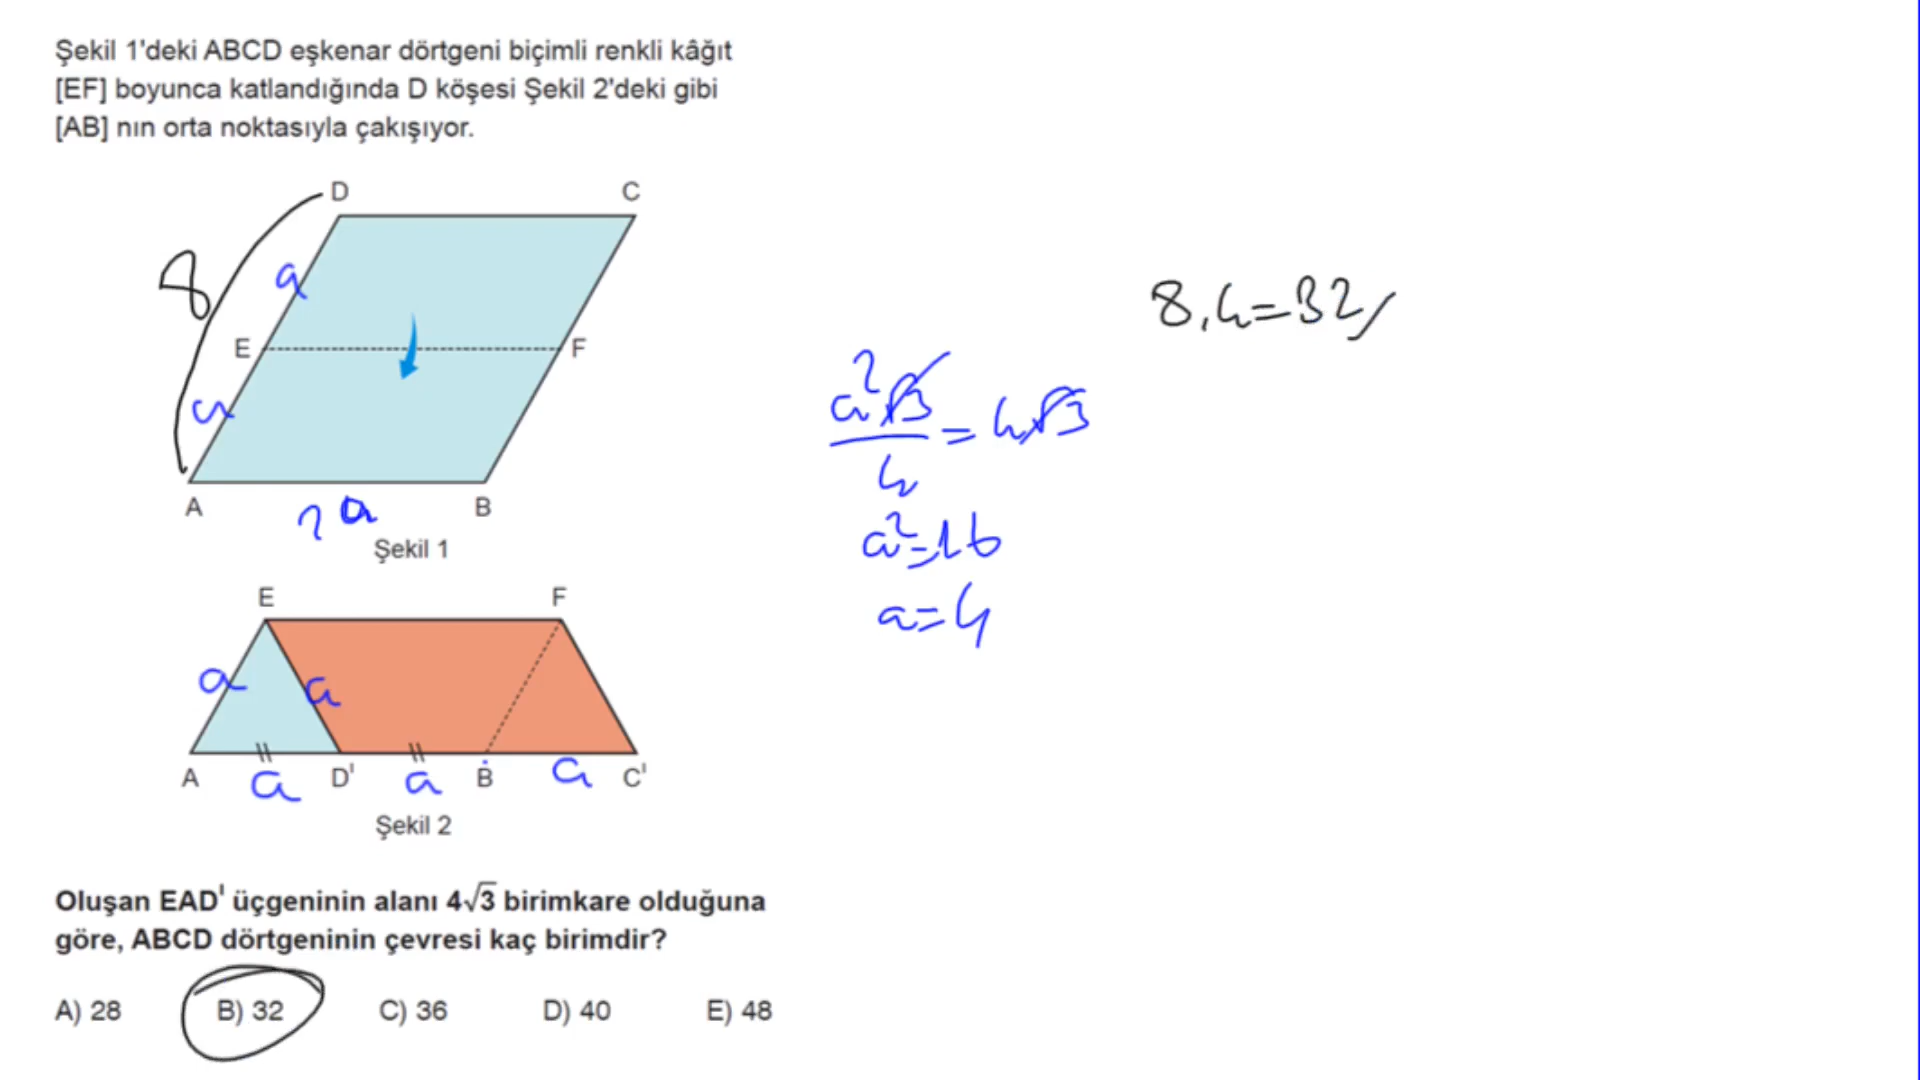 Şekil 1'deki ABCD eşkenar dörtgeni biçimli renkli kâğıt
[EF] boyunca katlandığında D köşesi Şekil 2'deki gibi
[AB] nın orta noktasıyla çakışıyor.
D C
8 a
E F
a
A B
2a
Şekil 1
8.4=32
a²√3/4 = 4√3
a²=16
a=4
E F
a a
A D' B C'
a a a
Şekil 2
Oluşan EAD' üçgeninin alanı 4√3 birimkare olduğuna
göre, ABCD dörtgeninin çevresi kaç birimdir?
A) 28 B) 32 C) 36 D) 40 E) 48